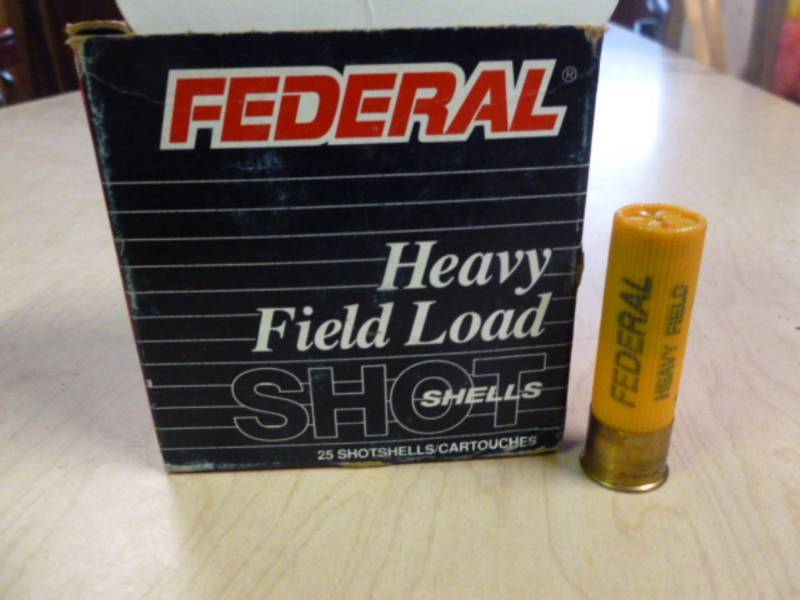 FEDERAL®
Heavy
Field Load
SHOT
SHELLS
25 SHOTSHELLS/CARTOUCHES
FEDERAL
HEAVY FIELD